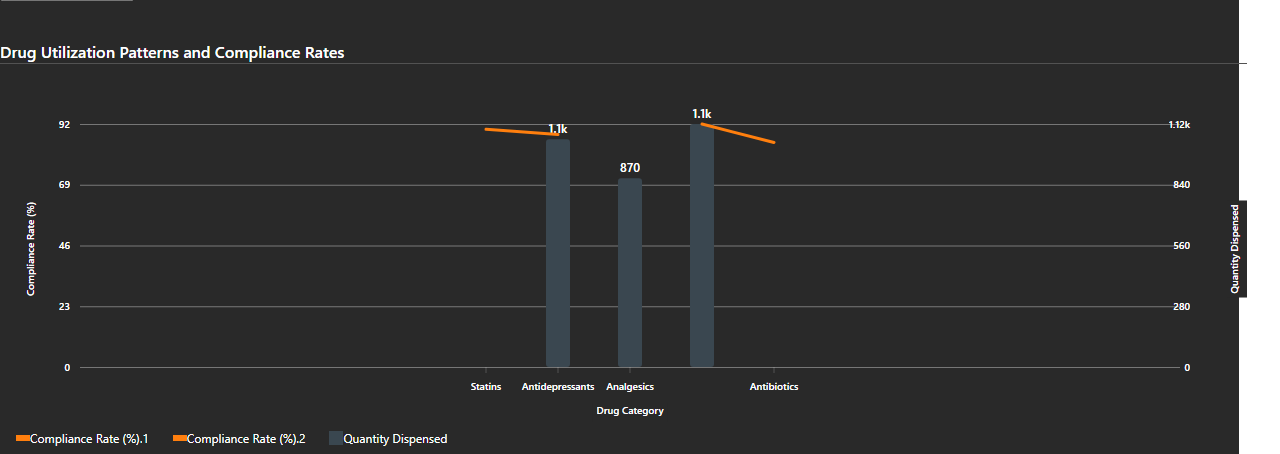 Drug Utilization Patterns and Compliance Rates
1.1k
1.1k
870
92
69
46
23
0
1.12k
840
560
280
0
Compliance Rate (%)
Quantity Dispensed
Statins Antidepressants Analgesics Antibiotics
Drug Category
Compliance Rate (%).1 Compliance Rate (%).2 Quantity Dispensed